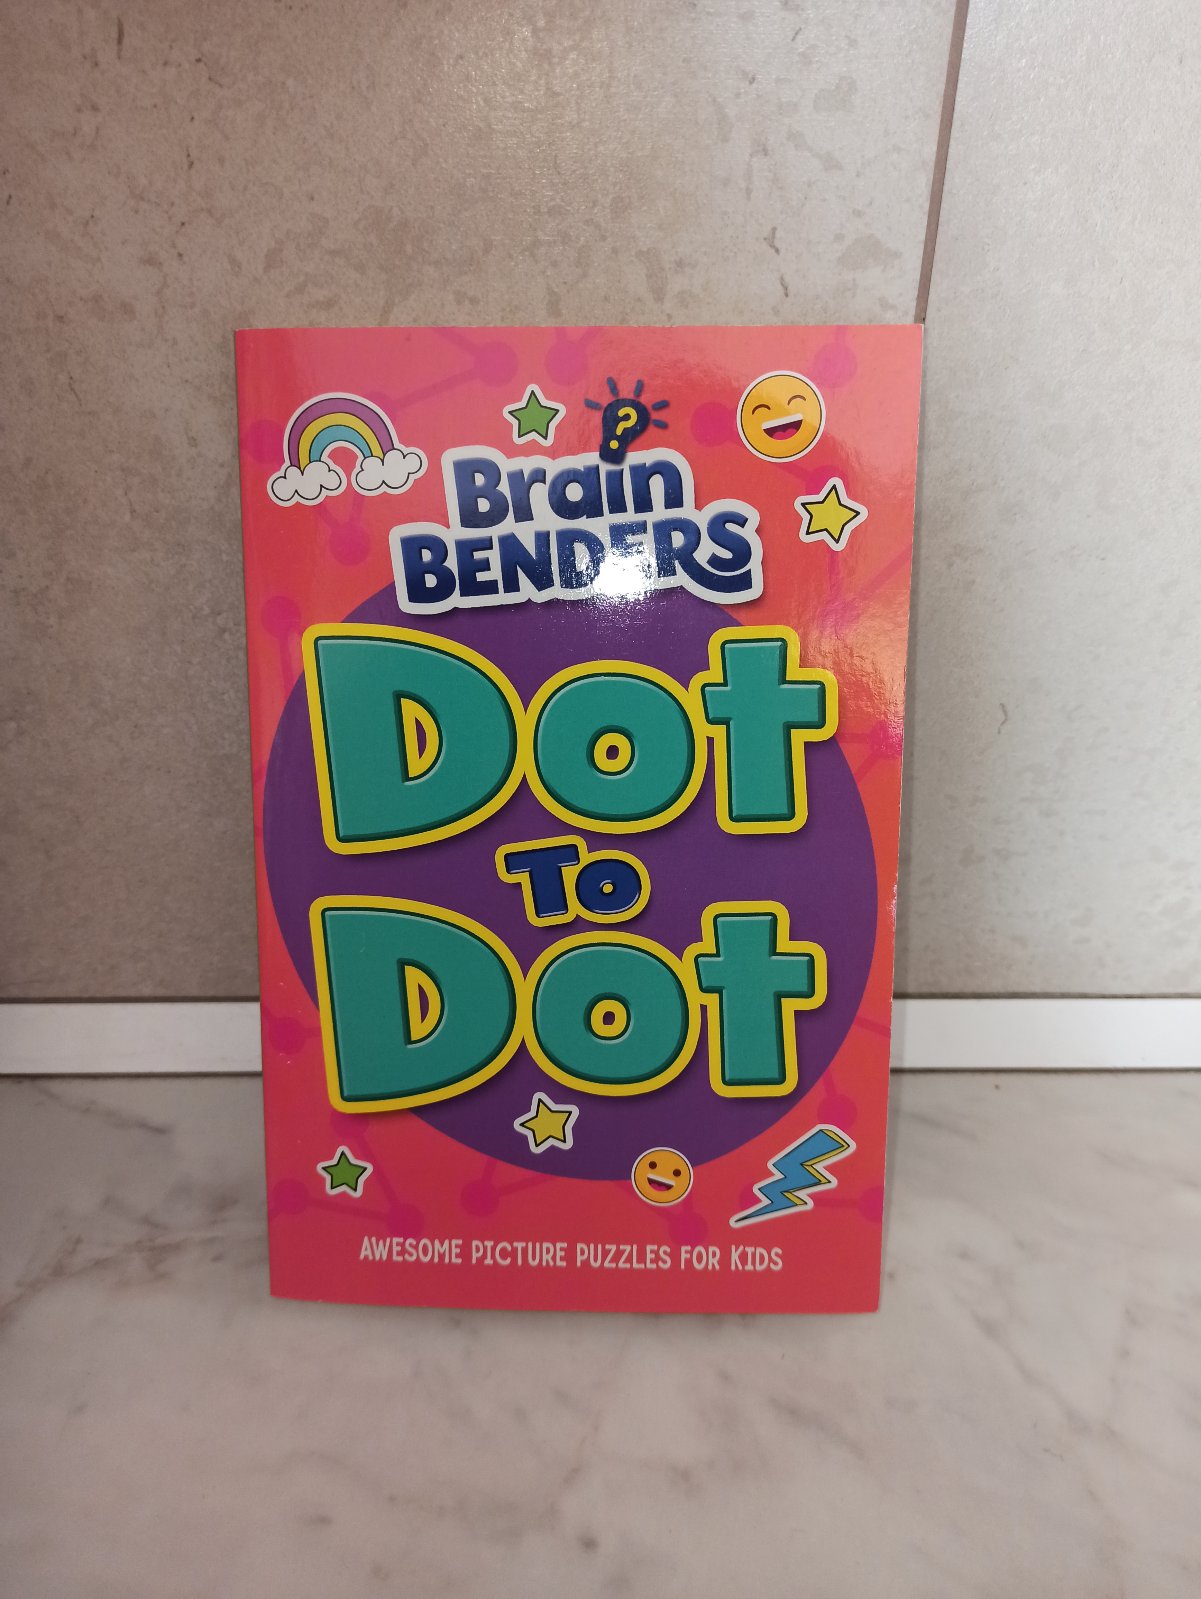 ?
Brain
BENDERS
Dot
To
Dot
AWESOME PICTURE PUZZLES FOR KIDS